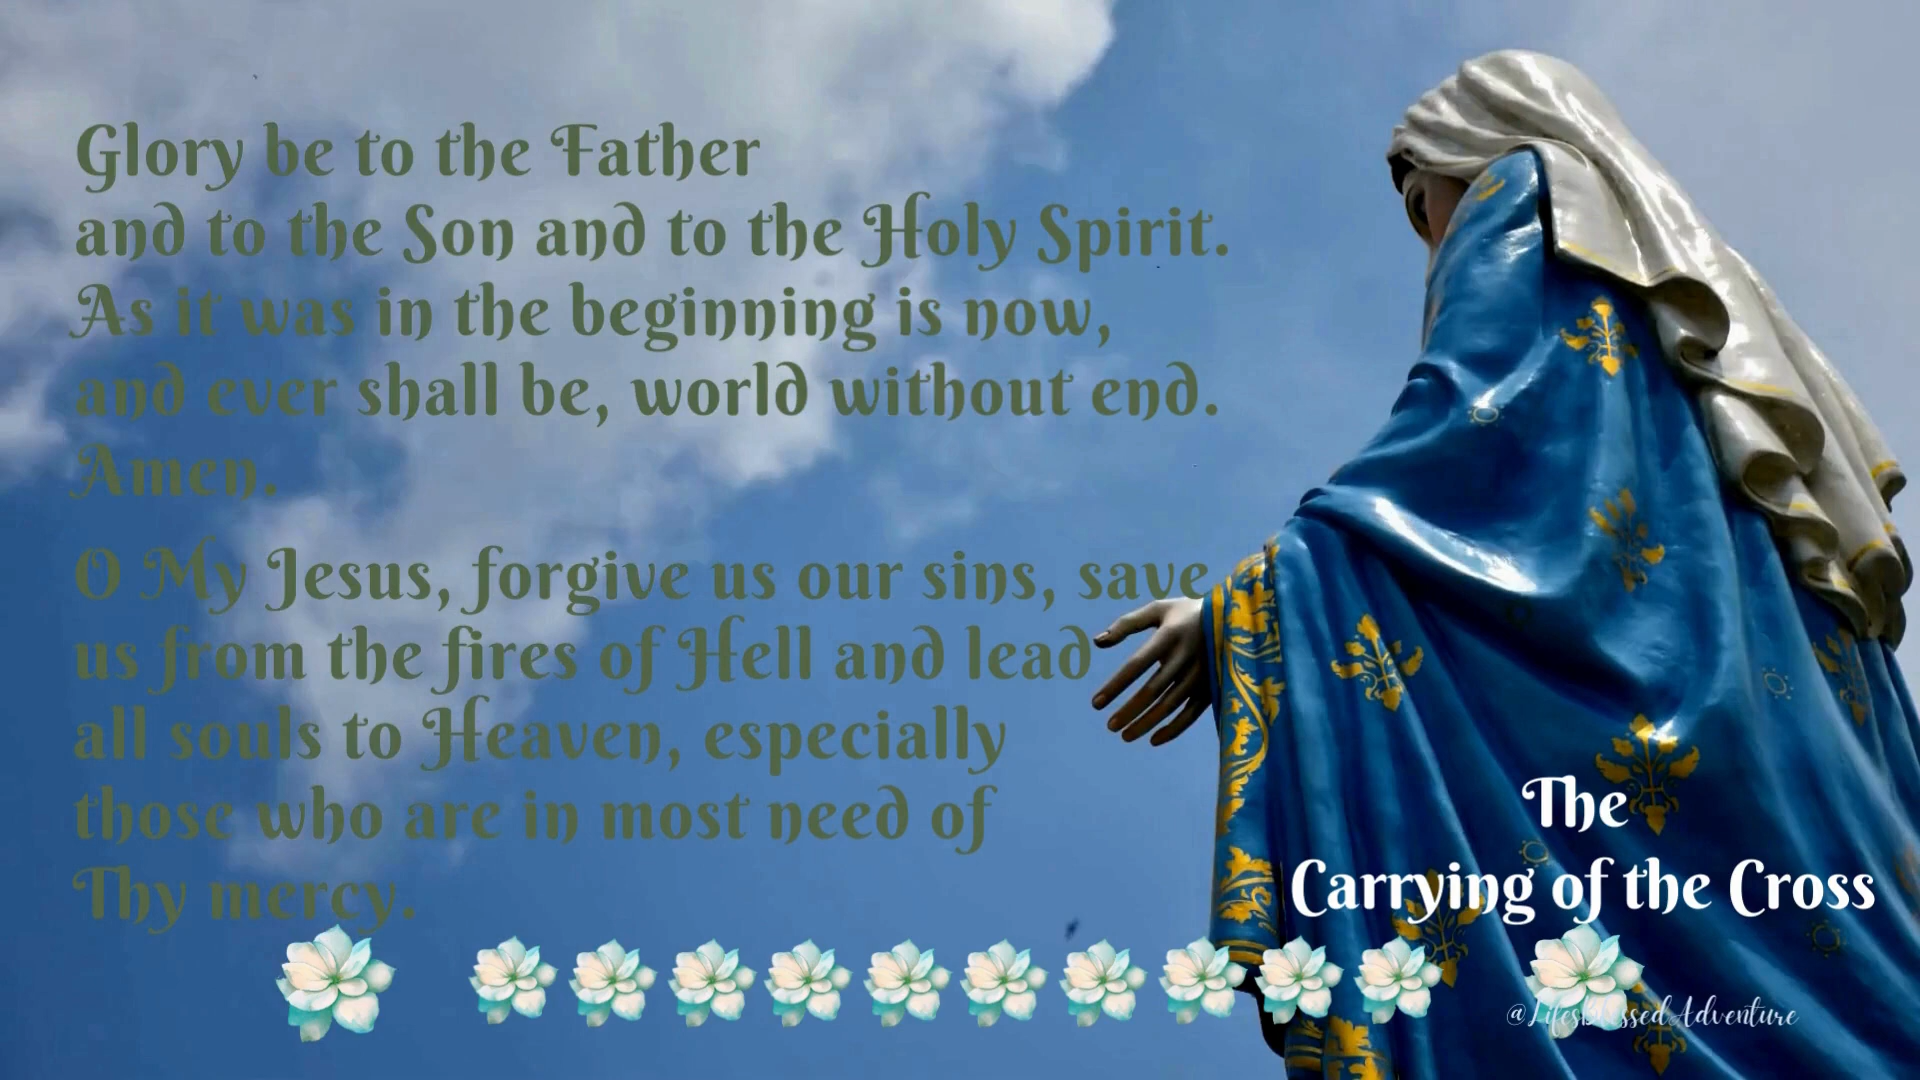 Glory be to the Father
and to the Son and to the Holy Spirit.
As it was in the beginning is now,
and ever shall be, world without end.
Amen.
O My Jesus, forgive us our sins, save
us from the fires of Hell and lead
all souls to Heaven, especially
those who are in most need of
Thy mercy.
The
Carrying of the Cross
@LifesBlessedAdventure